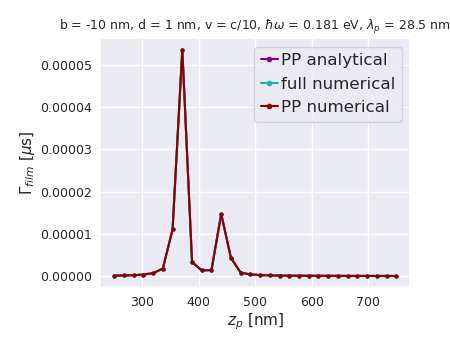 b = -10 nm, d = 1 nm, v = c/10, ℏω = 0.181 eV, λ_p = 28.5 nm
PP analytical
full numerical
PP numerical
0.00005
0.00004
0.00003
0.00002
0.00001
0.00000
Γ_film [μs]
300 400 500 600 700
z_p [nm]